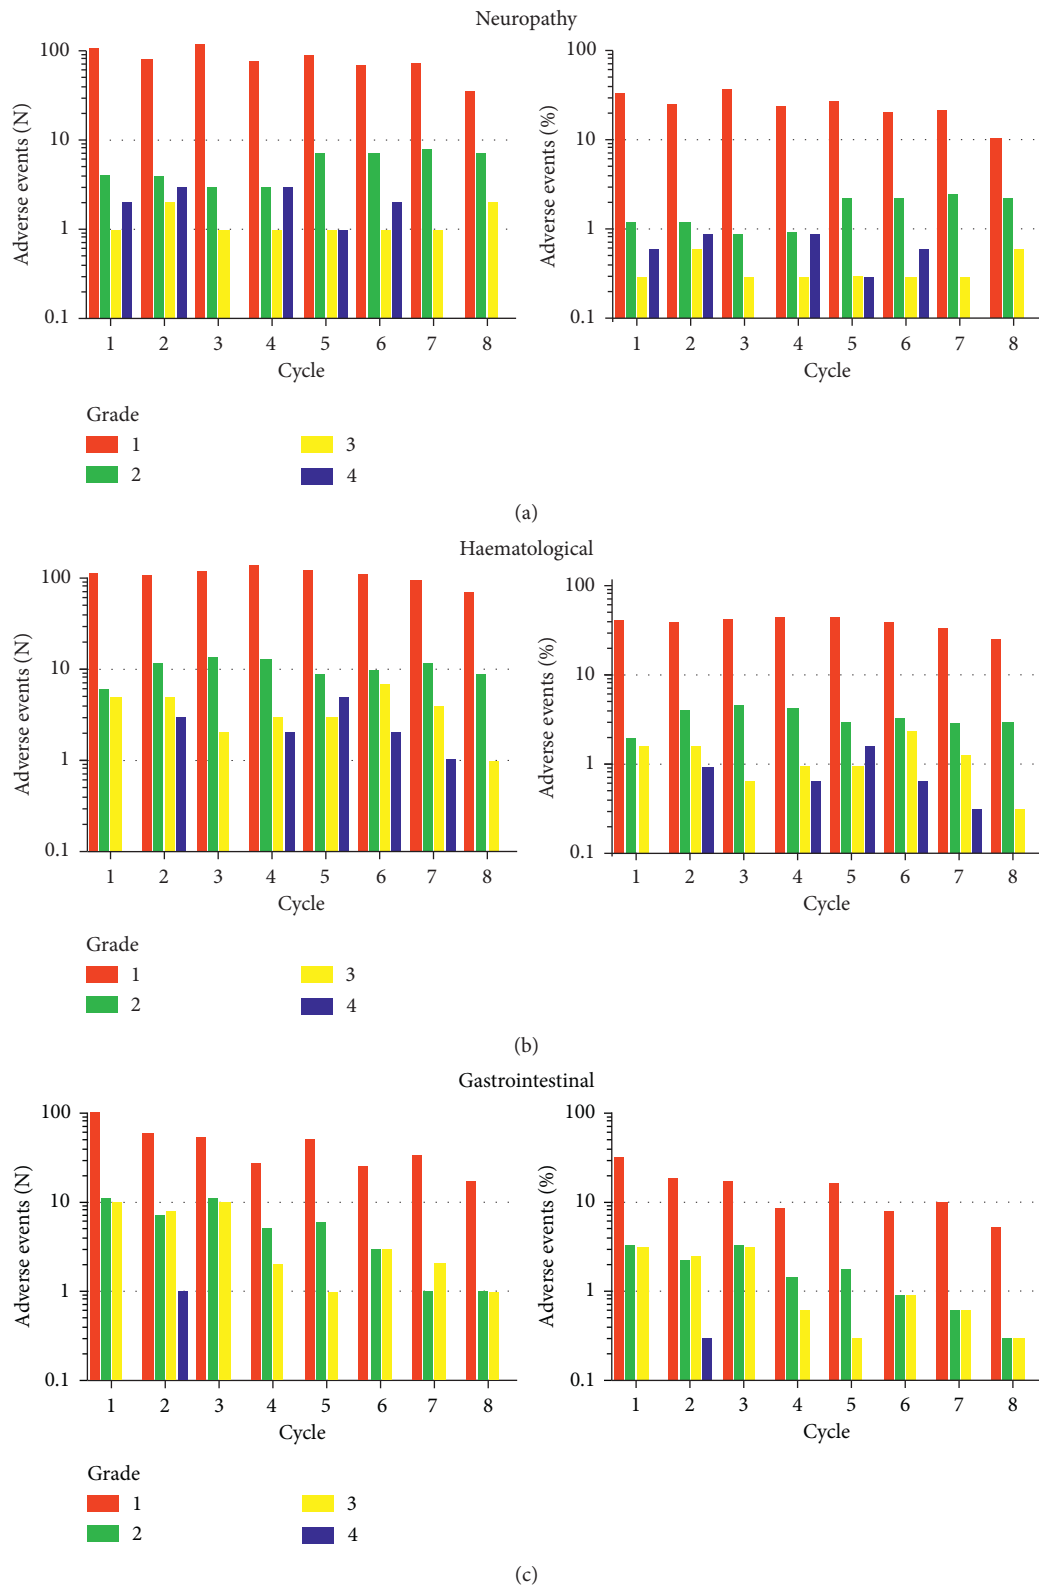 Neuropathy
Adverse events (N)
100
10
1
0.1
1 2 3 4 5 6 7 8
Cycle
Adverse events (%)
100
10
1
0.1
1 2 3 4 5 6 7 8
Cycle
Grade
1 3
2 4
(a)
Haematological
Adverse events (N)
100
10
1
0.1
1 2 3 4 5 6 7 8
Cycle
Adverse events (%)
100
10
1
0.1
1 2 3 4 5 6 7 8
Cycle
Grade
1 3
2 4
(b)
Gastrointestinal
Adverse events (N)
100
10
1
0.1
1 2 3 4 5 6 7 8
Cycle
Adverse events (%)
100
10
1
0.1
1 2 3 4 5 6 7 8
Cycle
Grade
1 3
2 4
(c)